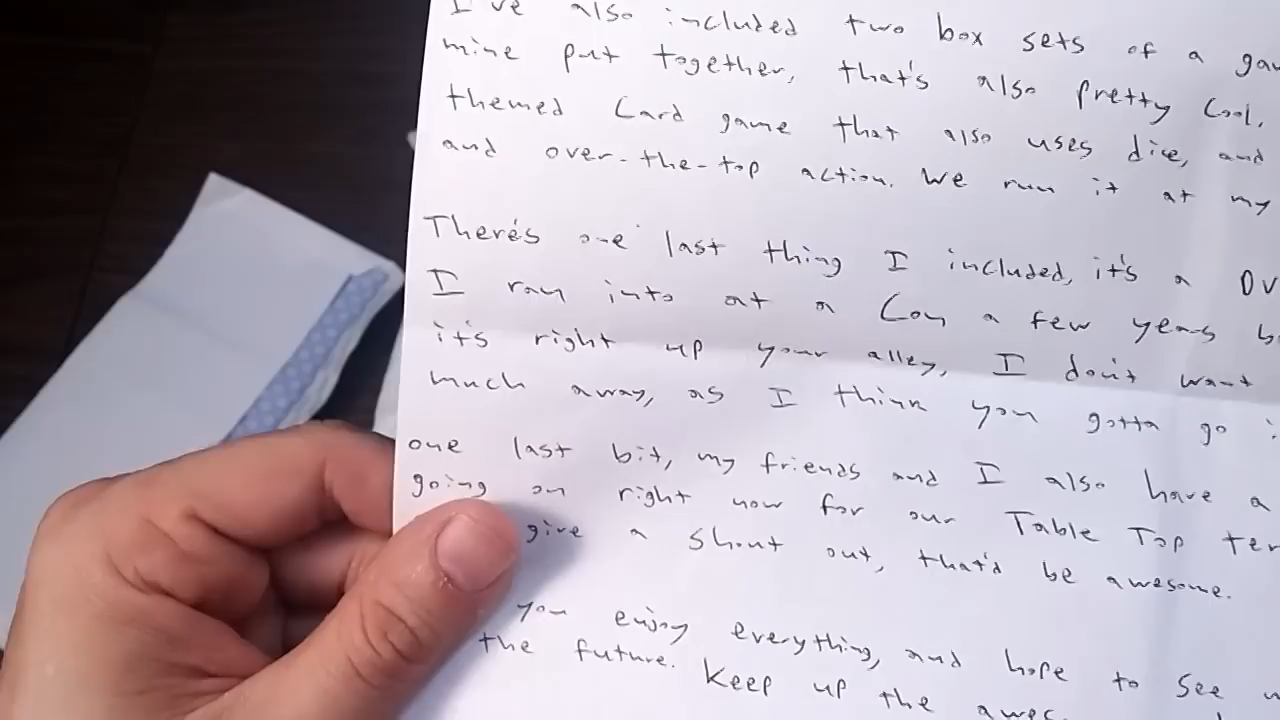 I've also included two box sets of a
mine put together, that's also pretty cool,
themed Card game that also uses dice, and
and over-the-top action. We run it at my
There's one last thing I included, it's a DV
I ran into at a Con a few years
it's right up your alley, I don't want
much away, as I think you gotta go
one last bit, my friends and I also have a
going on right now for our Table Top
give a shout out, that'd be awesome.
you enjoy everything, and hope to see
the future. Keep up the